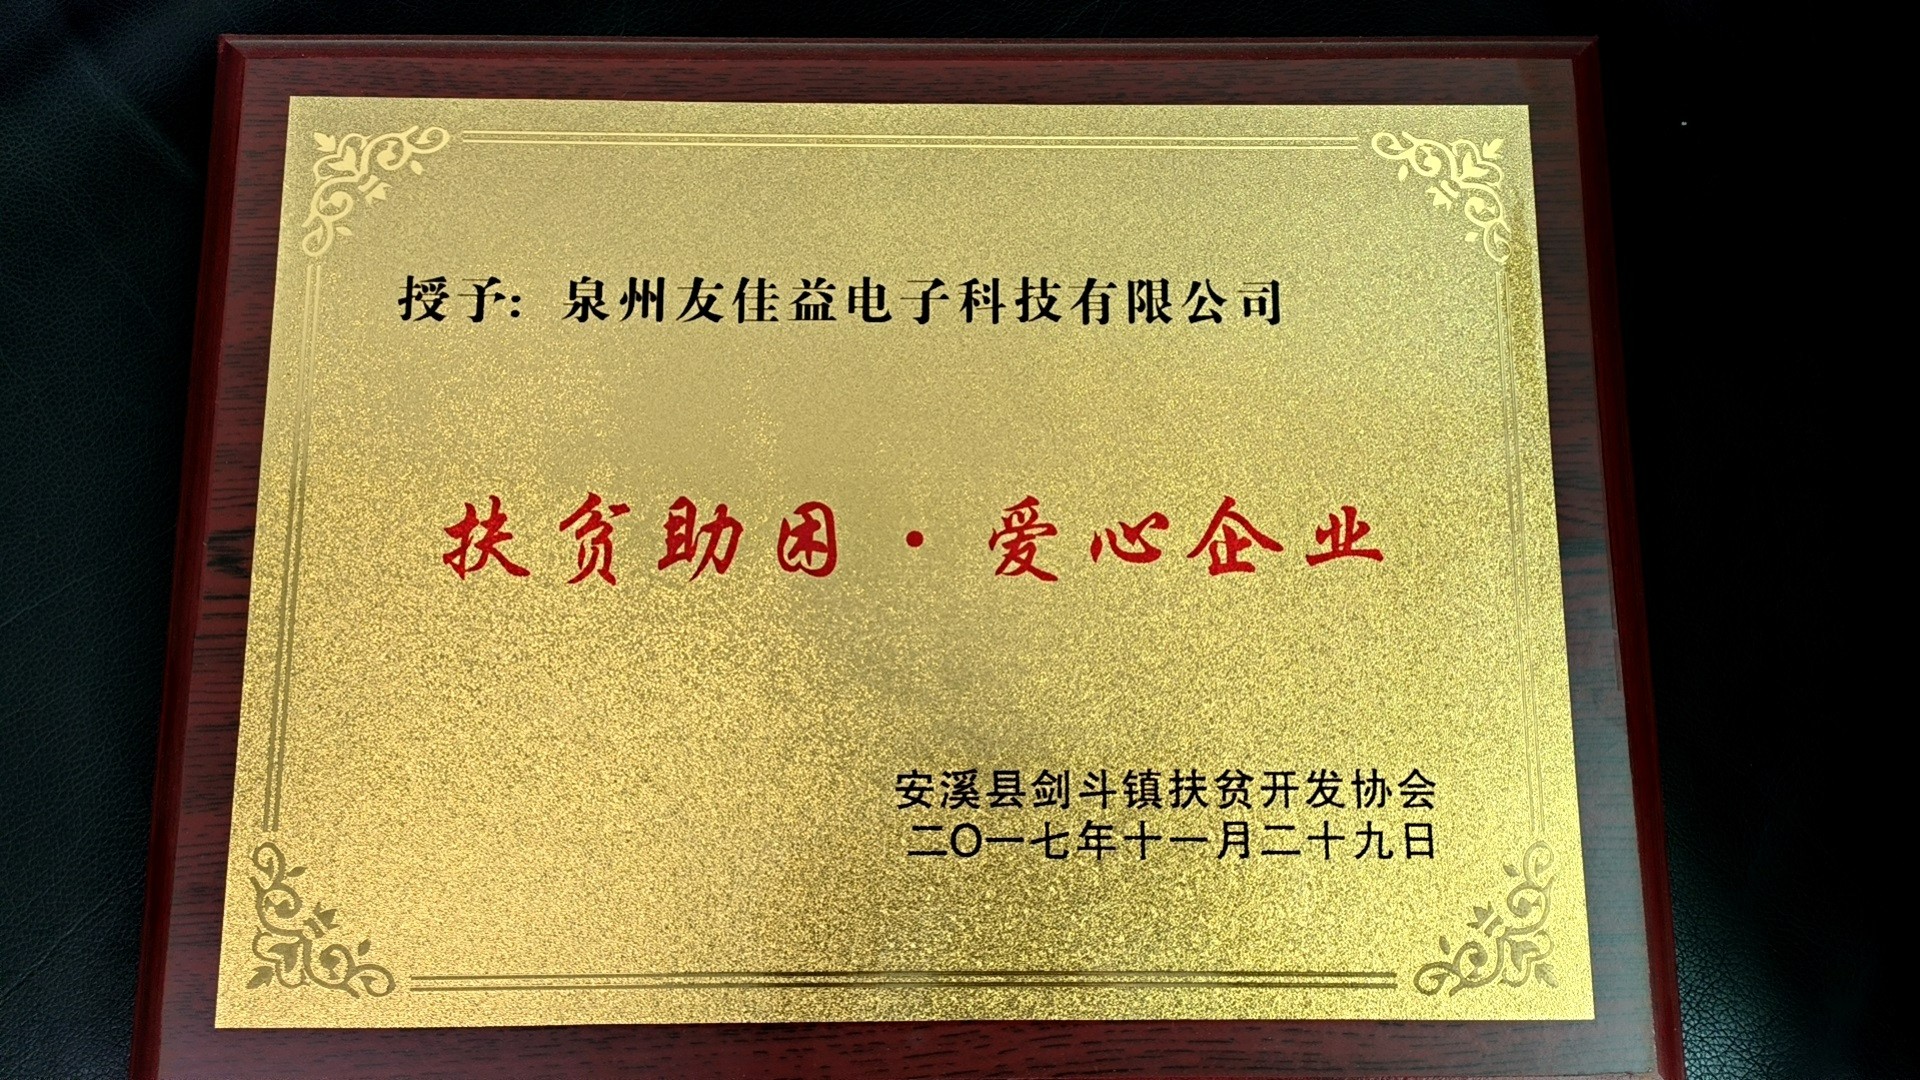 授予：泉州友佳益电子科技有限公司
扶贫助困·爱心企业
安溪县剑斗镇扶贫开发协会
二〇一七年十一月二十九日